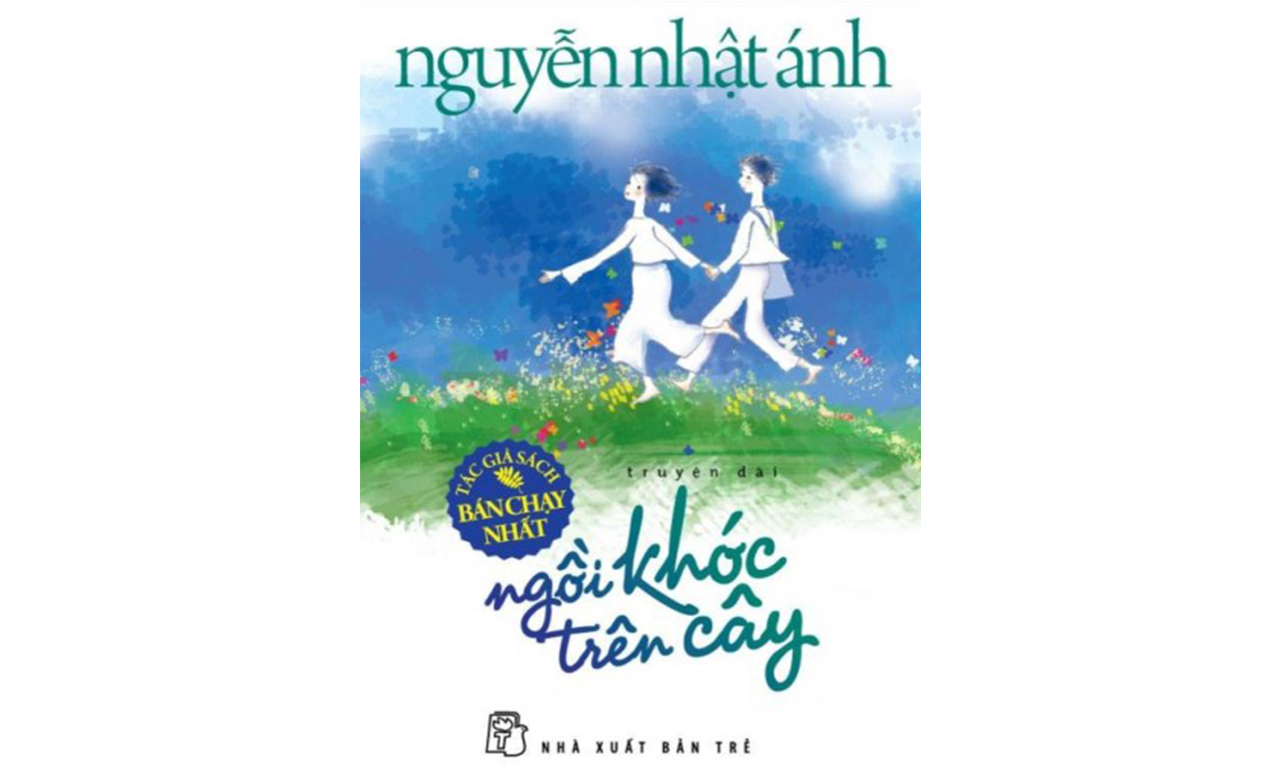 nguyễn nhật ánh
TÁC GIẢ SÁCH
BÁN CHẠY
NHẤT
truyện dài
ngồi khóc
trên cây
T
NHÀ XUẤT BẢN TRẺ